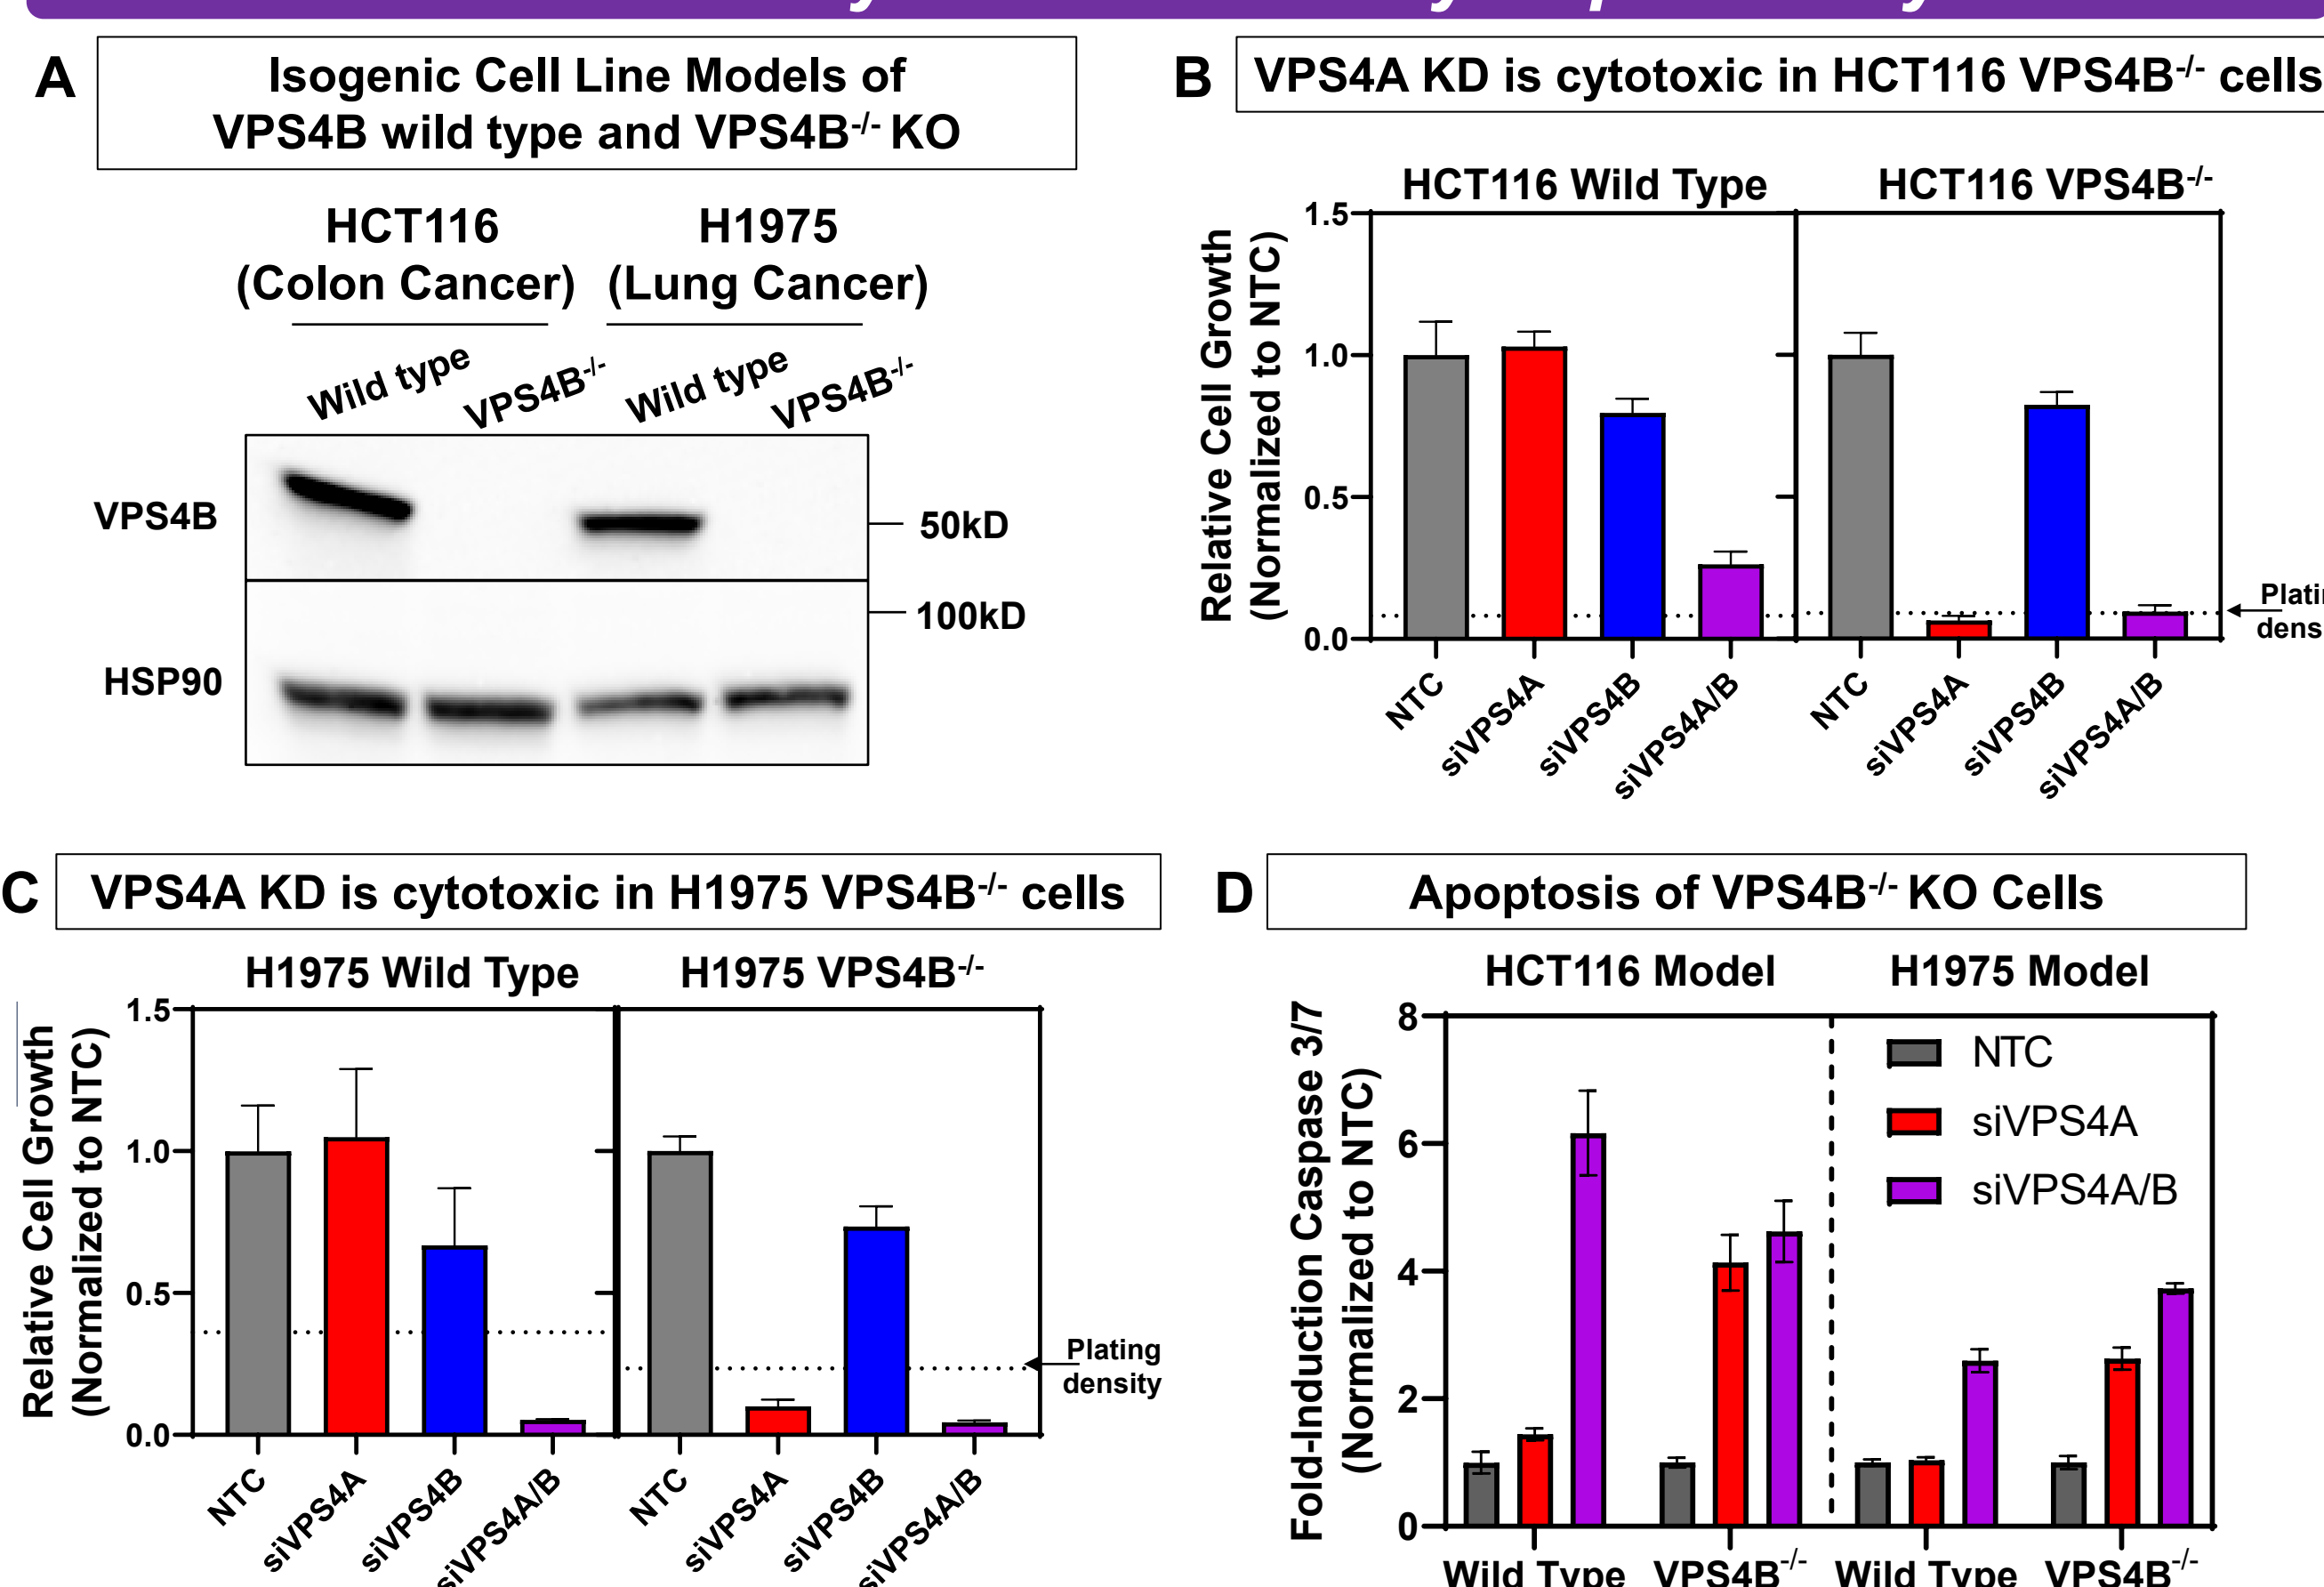 A
Isogenic Cell Line Models of
VPS4B wild type and VPS4B-/- KO
HCT116
(Colon Cancer)
H1975
(Lung Cancer)
Wild type
VPS4B-/-
Wild type
VPS4B-/-
VPS4B
50kD
100kD
HSP90
B
VPS4A KD is cytotoxic in HCT116 VPS4B-/- cells
HCT116 Wild Type
HCT116 VPS4B-/-
Relative Cell Growth
(Normalized to NTC)
1.5
1.0
0.5
0.0
NTC
siVPS4A
siVPS4B
siVPS4A/B
NTC
siVPS4A
siVPS4B
siVPS4A/B
C
VPS4A KD is cytotoxic in H1975 VPS4B-/- cells
H1975 Wild Type
H1975 VPS4B-/-
Relative Cell Growth
(Normalized to NTC)
1.5
1.0
0.5
0.0
Plating
density
NTC
siVPS4A
siVPS4B
siVPS4A/B
NTC
siVPS4A
siVPS4B
siVPS4A/B
D
Apoptosis of VPS4B-/- KO Cells
HCT116 Model
H1975 Model
Fold-Induction Caspase 3/7
(Normalized to NTC)
8
6
4
2
0
NTC
siVPS4A
siVPS4A/B
Wild Type
VPS4B-/-
Wild Type
VPS4B-/-